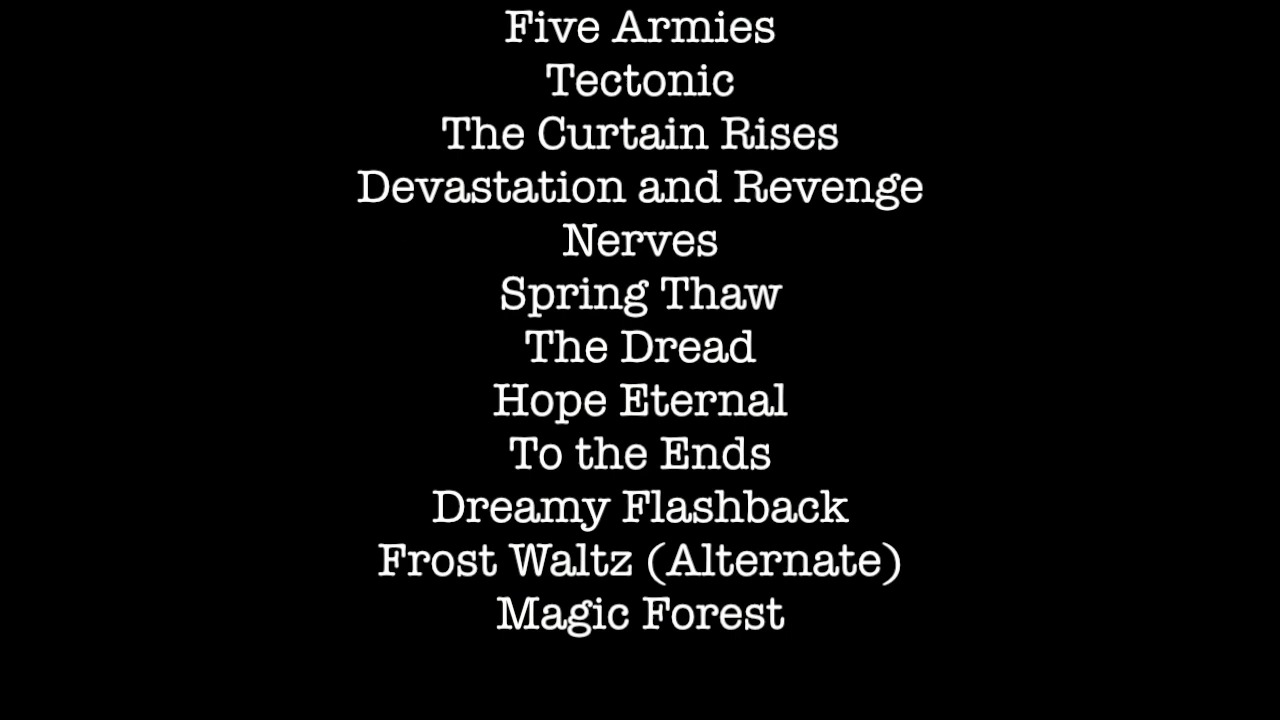 Five Armies
Tectonic
The Curtain Rises
Devastation and Revenge
Nerves
Spring Thaw
The Dread
Hope Eternal
To the Ends
Dreamy Flashback
Frost Waltz (Alternate)
Magic Forest